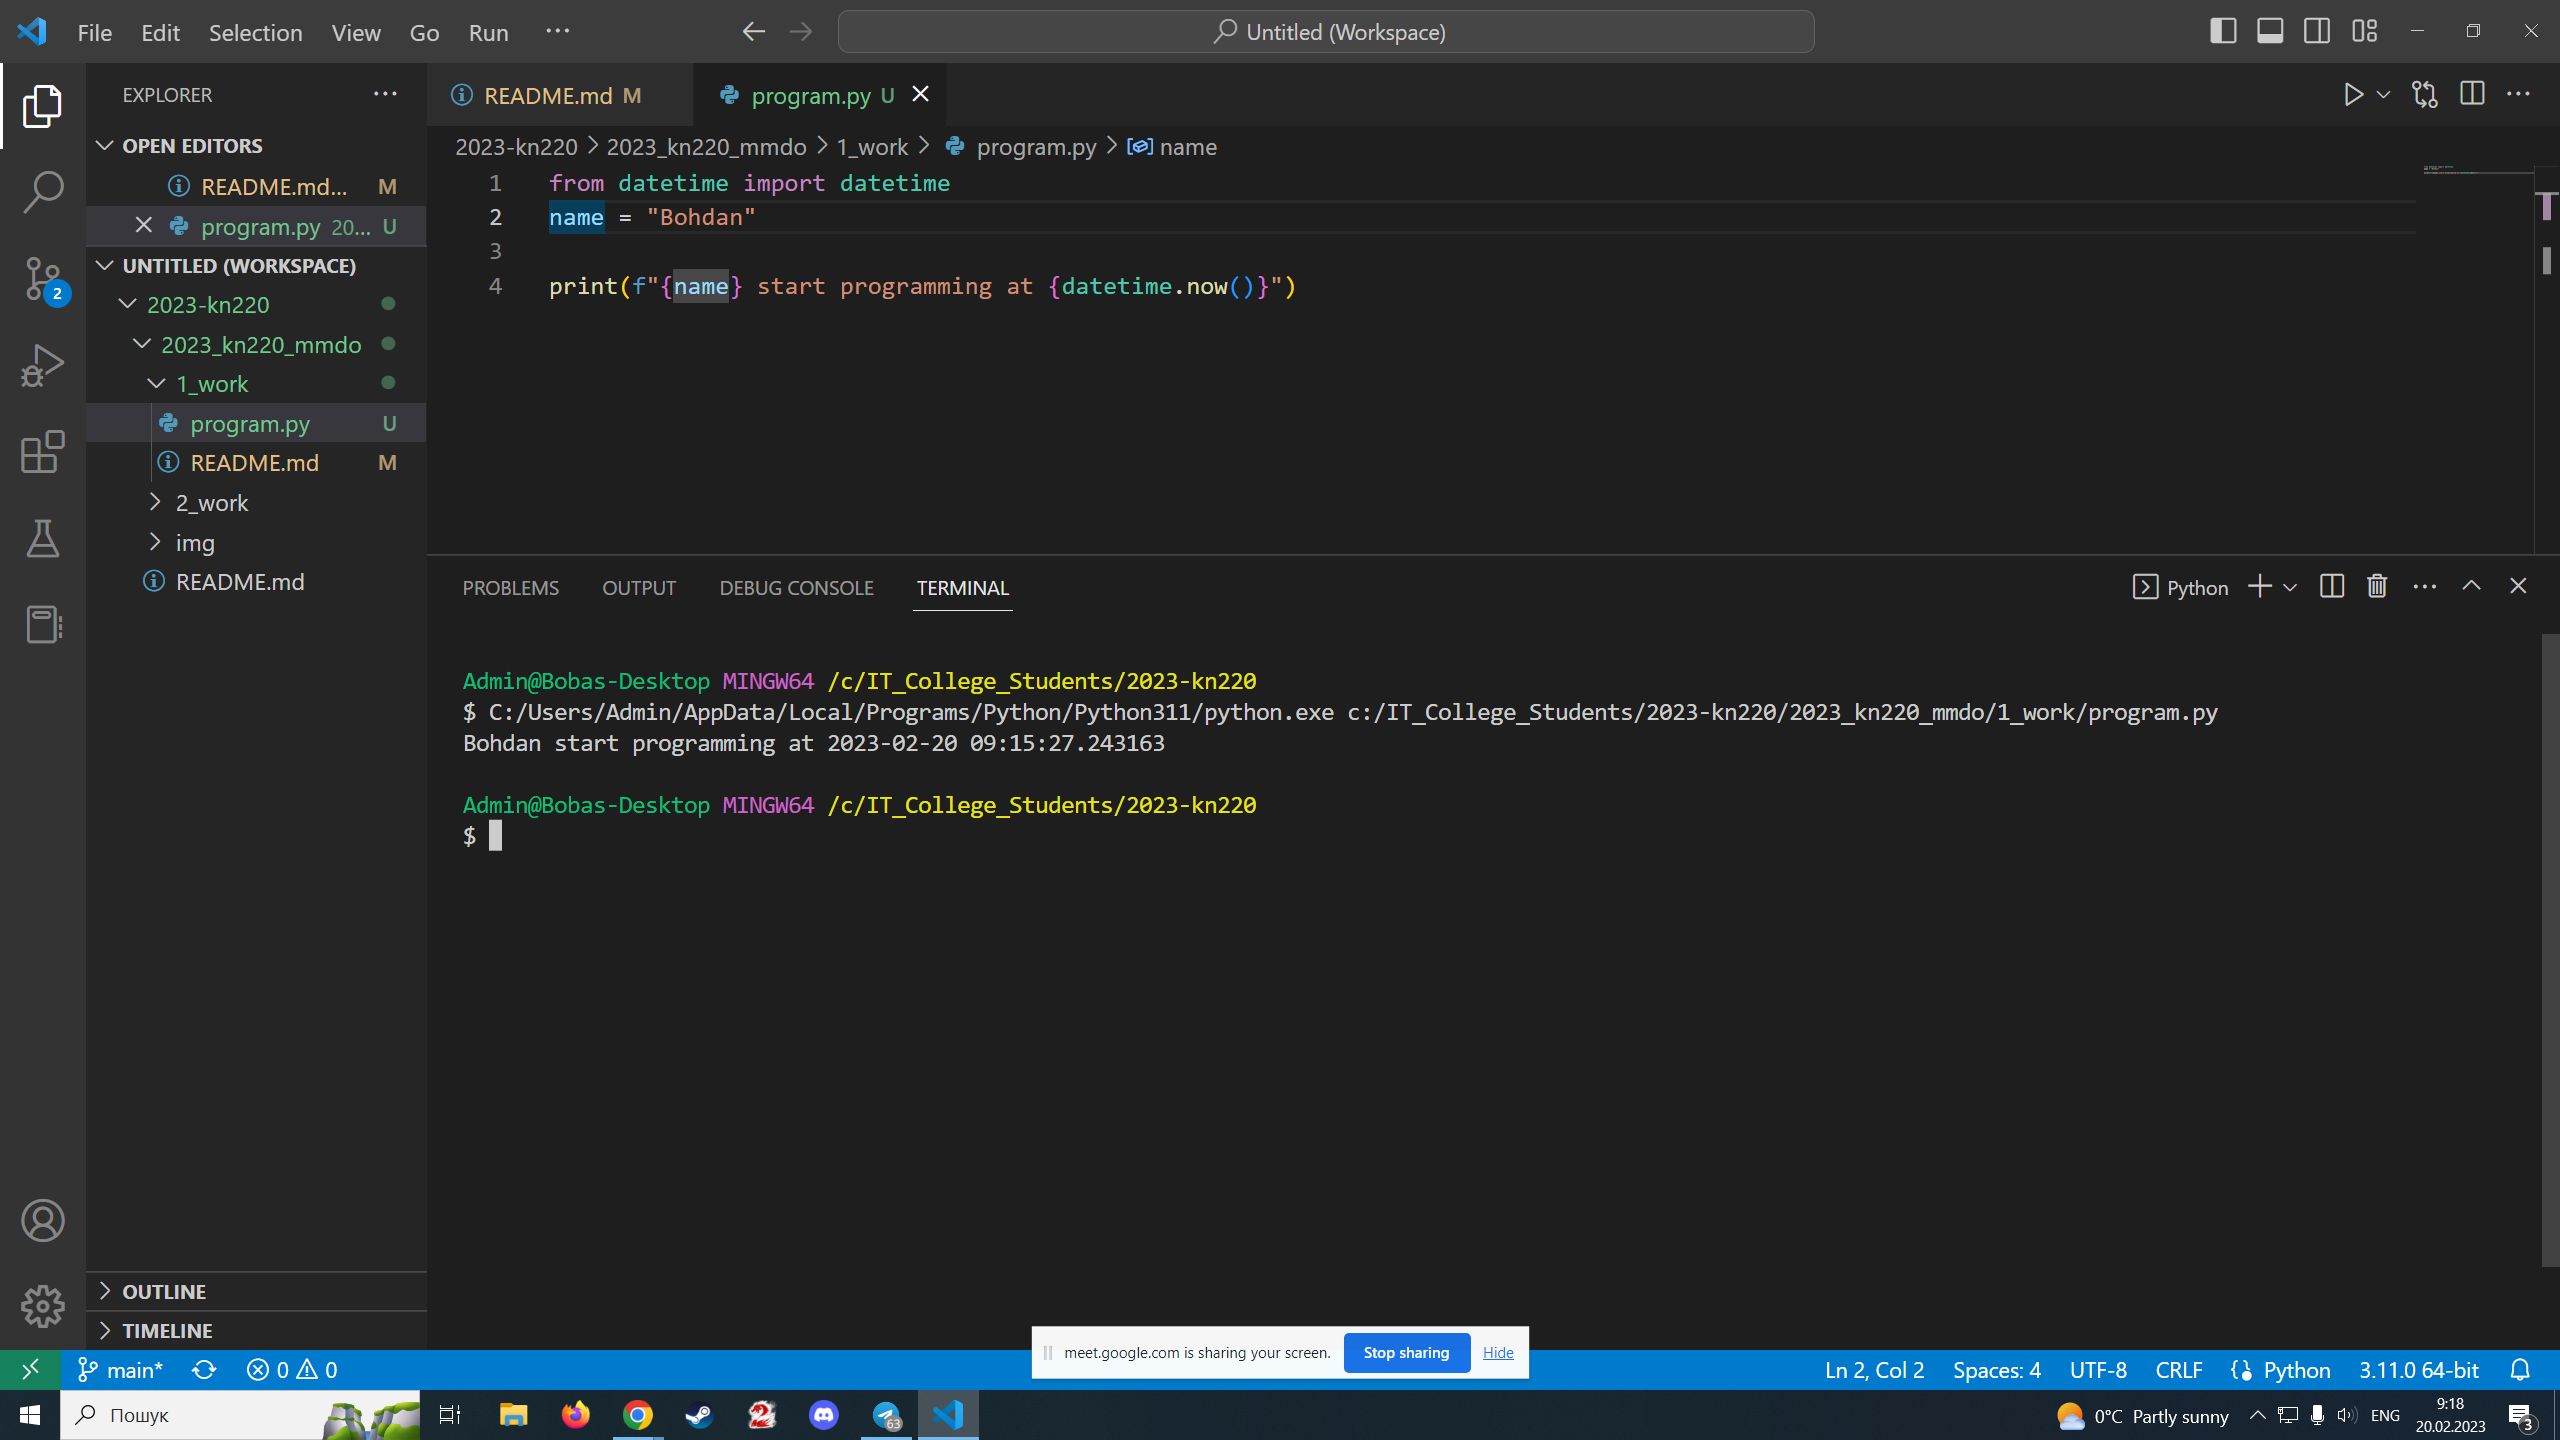 File Edit Selection View Go Run ···
Untitled (Workspace)
EXPLORER ···
README.md M
program.py U
OPEN EDITORS
README.md... M
program.py 20... U
UNTITLED (WORKSPACE)
2023-kn220
2023_kn220_mmdo
1_work
program.py U
README.md M
2_work
img
README.md
OUTLINE
TIMELINE
2
2023-kn220 > 2023_kn220_mmdo > 1_work > program.py > name
1 from datetime import datetime
2 name = "Bohdan"
3
4 print(f"{name} start programming at {datetime.now()}")
PROBLEMS OUTPUT DEBUG CONSOLE TERMINAL
Python
Admin@Bobas-Desktop MINGW64 /c/IT_College_Students/2023-kn220
$ C:/Users/Admin/AppData/Local/Programs/Python/Python311/python.exe c:/IT_College_Students/2023-kn220/2023_kn220_mmdo/1_work/program.py
Bohdan start programming at 2023-02-20 09:15:27.243163
Admin@Bobas-Desktop MINGW64 /c/IT_College_Students/2023-kn220
$
meet.google.com is sharing your screen. Stop sharing Hide
main* 0 0
Ln 2, Col 2 Spaces: 4 UTF-8 CRLF Python 3.11.0 64-bit
Пошук
63
0°C Partly sunny
ENG
9:18
20.02.2023
3